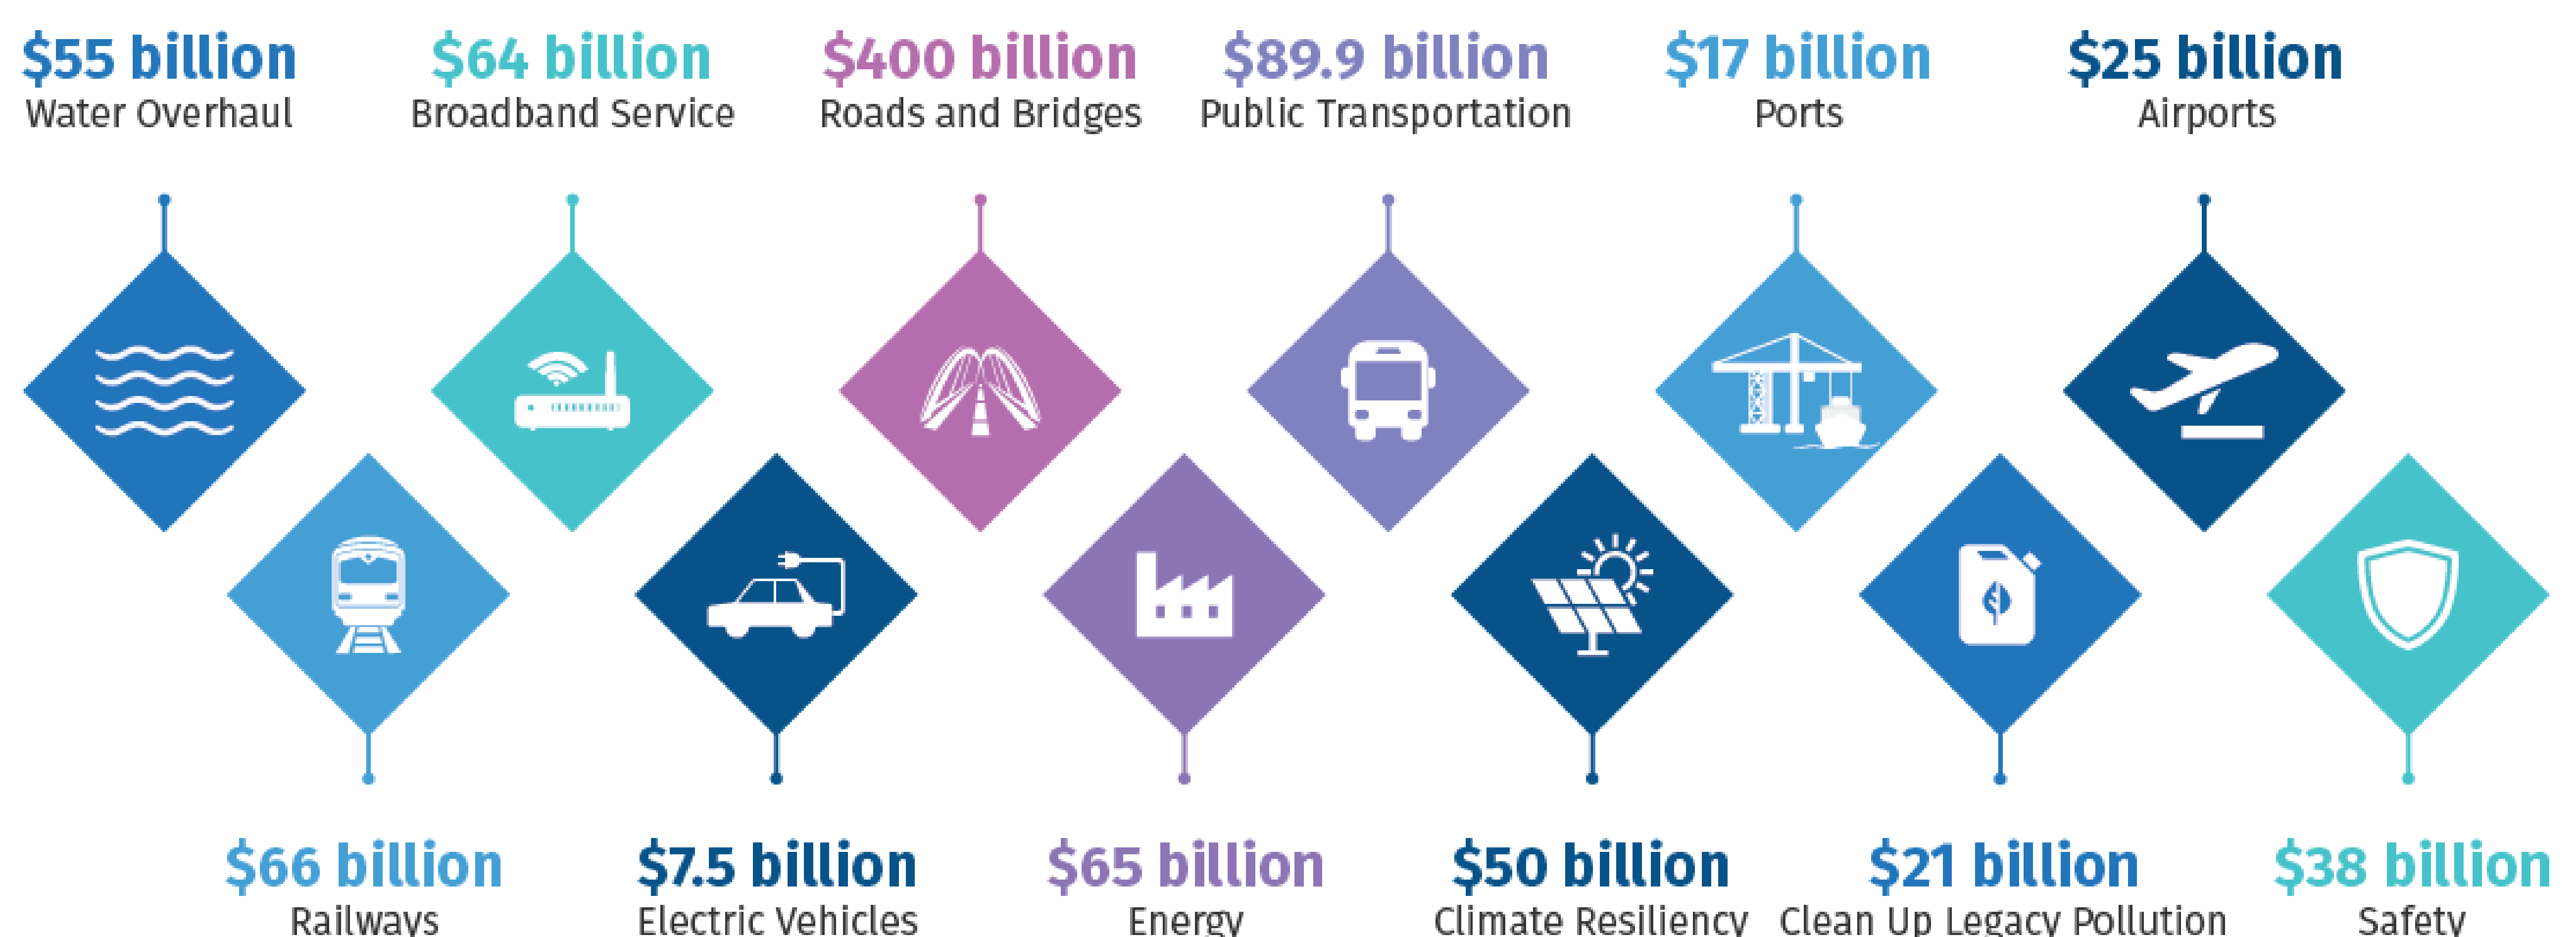 $55 billion
Water Overhaul
$64 billion
Broadband Service
$400 billion
Roads and Bridges
$89.9 billion
Public Transportation
$17 billion
Ports
$25 billion
Airports
$66 billion
Railways
$7.5 billion
Electric Vehicles
$65 billion
Energy
$50 billion
Climate Resiliency
$21 billion
Clean Up Legacy Pollution
$38 billion
Safety